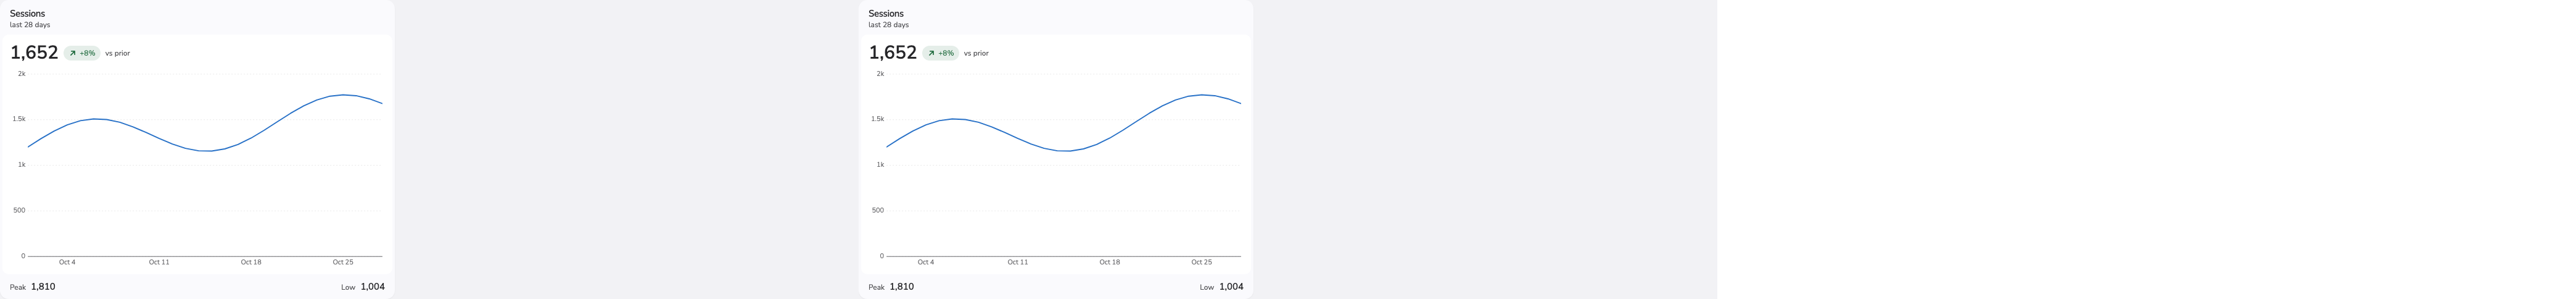 Sessions
last 28 days
1,652 +8% vs prior
2k
1.5k
1k
500
0
Oct 4 Oct 11 Oct 18 Oct 25
Peak 1,810 Low 1,004
Sessions
last 28 days
1,652 +8% vs prior
2k
1.5k
1k
500
0
Oct 4 Oct 11 Oct 18 Oct 25
Peak 1,810 Low 1,004